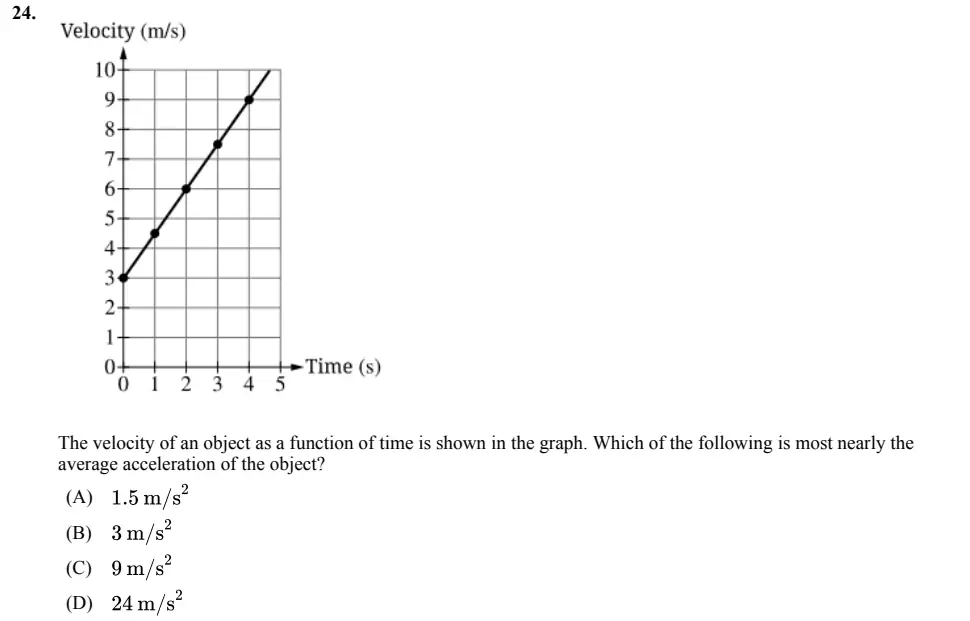 24.
Velocity (m/s)
10
9
8
7
6
5
4
3
2
1
0
Time (s)
0 1 2 3 4 5
The velocity of an object as a function of time is shown in the graph. Which of the following is most nearly the
average acceleration of the object?
(A) 1.5 m/s²
(B) 3 m/s²
(C) 9 m/s²
(D) 24 m/s²